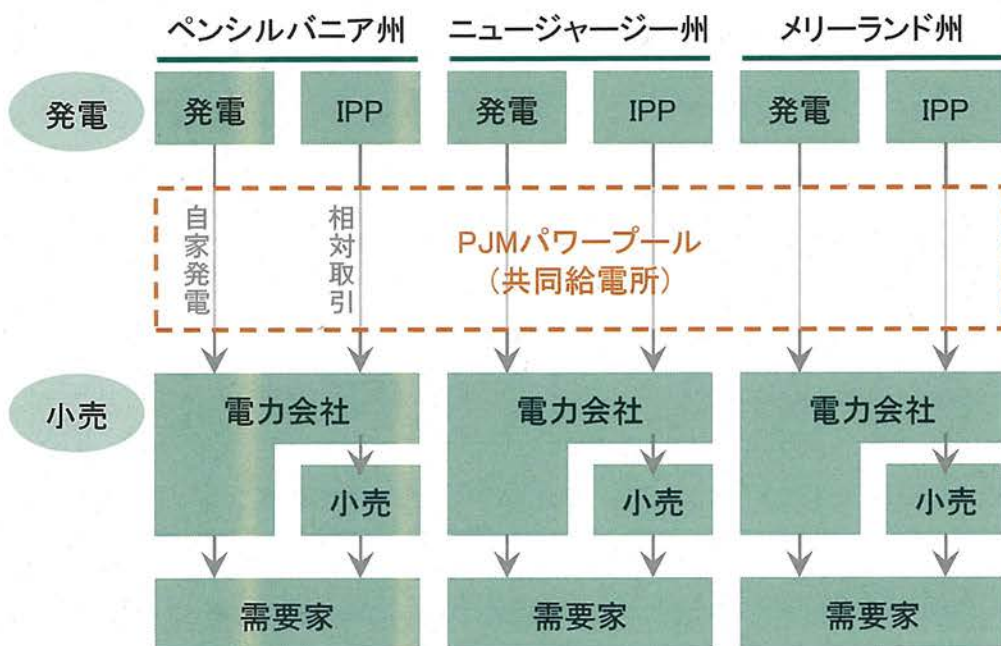 ペンシルバニア州
ニュージャージー州
メリーランド州
発電
発電
IPP
発電
IPP
発電
IPP
自家発電
相対取引
PJMパワープール
(共同給電所)
小売
電力会社
電力会社
電力会社
小売
小売
小売
需要家
需要家
需要家